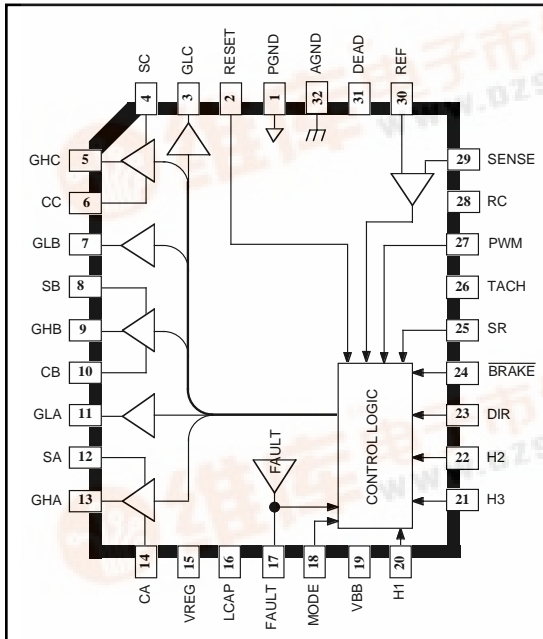 SC
GLC
RESET
PGND
AGND
DEAD
REF
4
3
2
1
32
31
30
GHC 5
CC 6
GLB 7
SB 8
GHB 9
CB 10
GLA 11
SA 12
GHA 13
29 SENSE
28 RC
27 PWM
26 TACH
25 SR
24 BRAKE
23 DIR
22 H2
21 H3
CONTROL LOGIC
FAULT
14
15
16
17
18
19
20
CA
VREG
LCAP
FAULT
MODE
VBB
H1